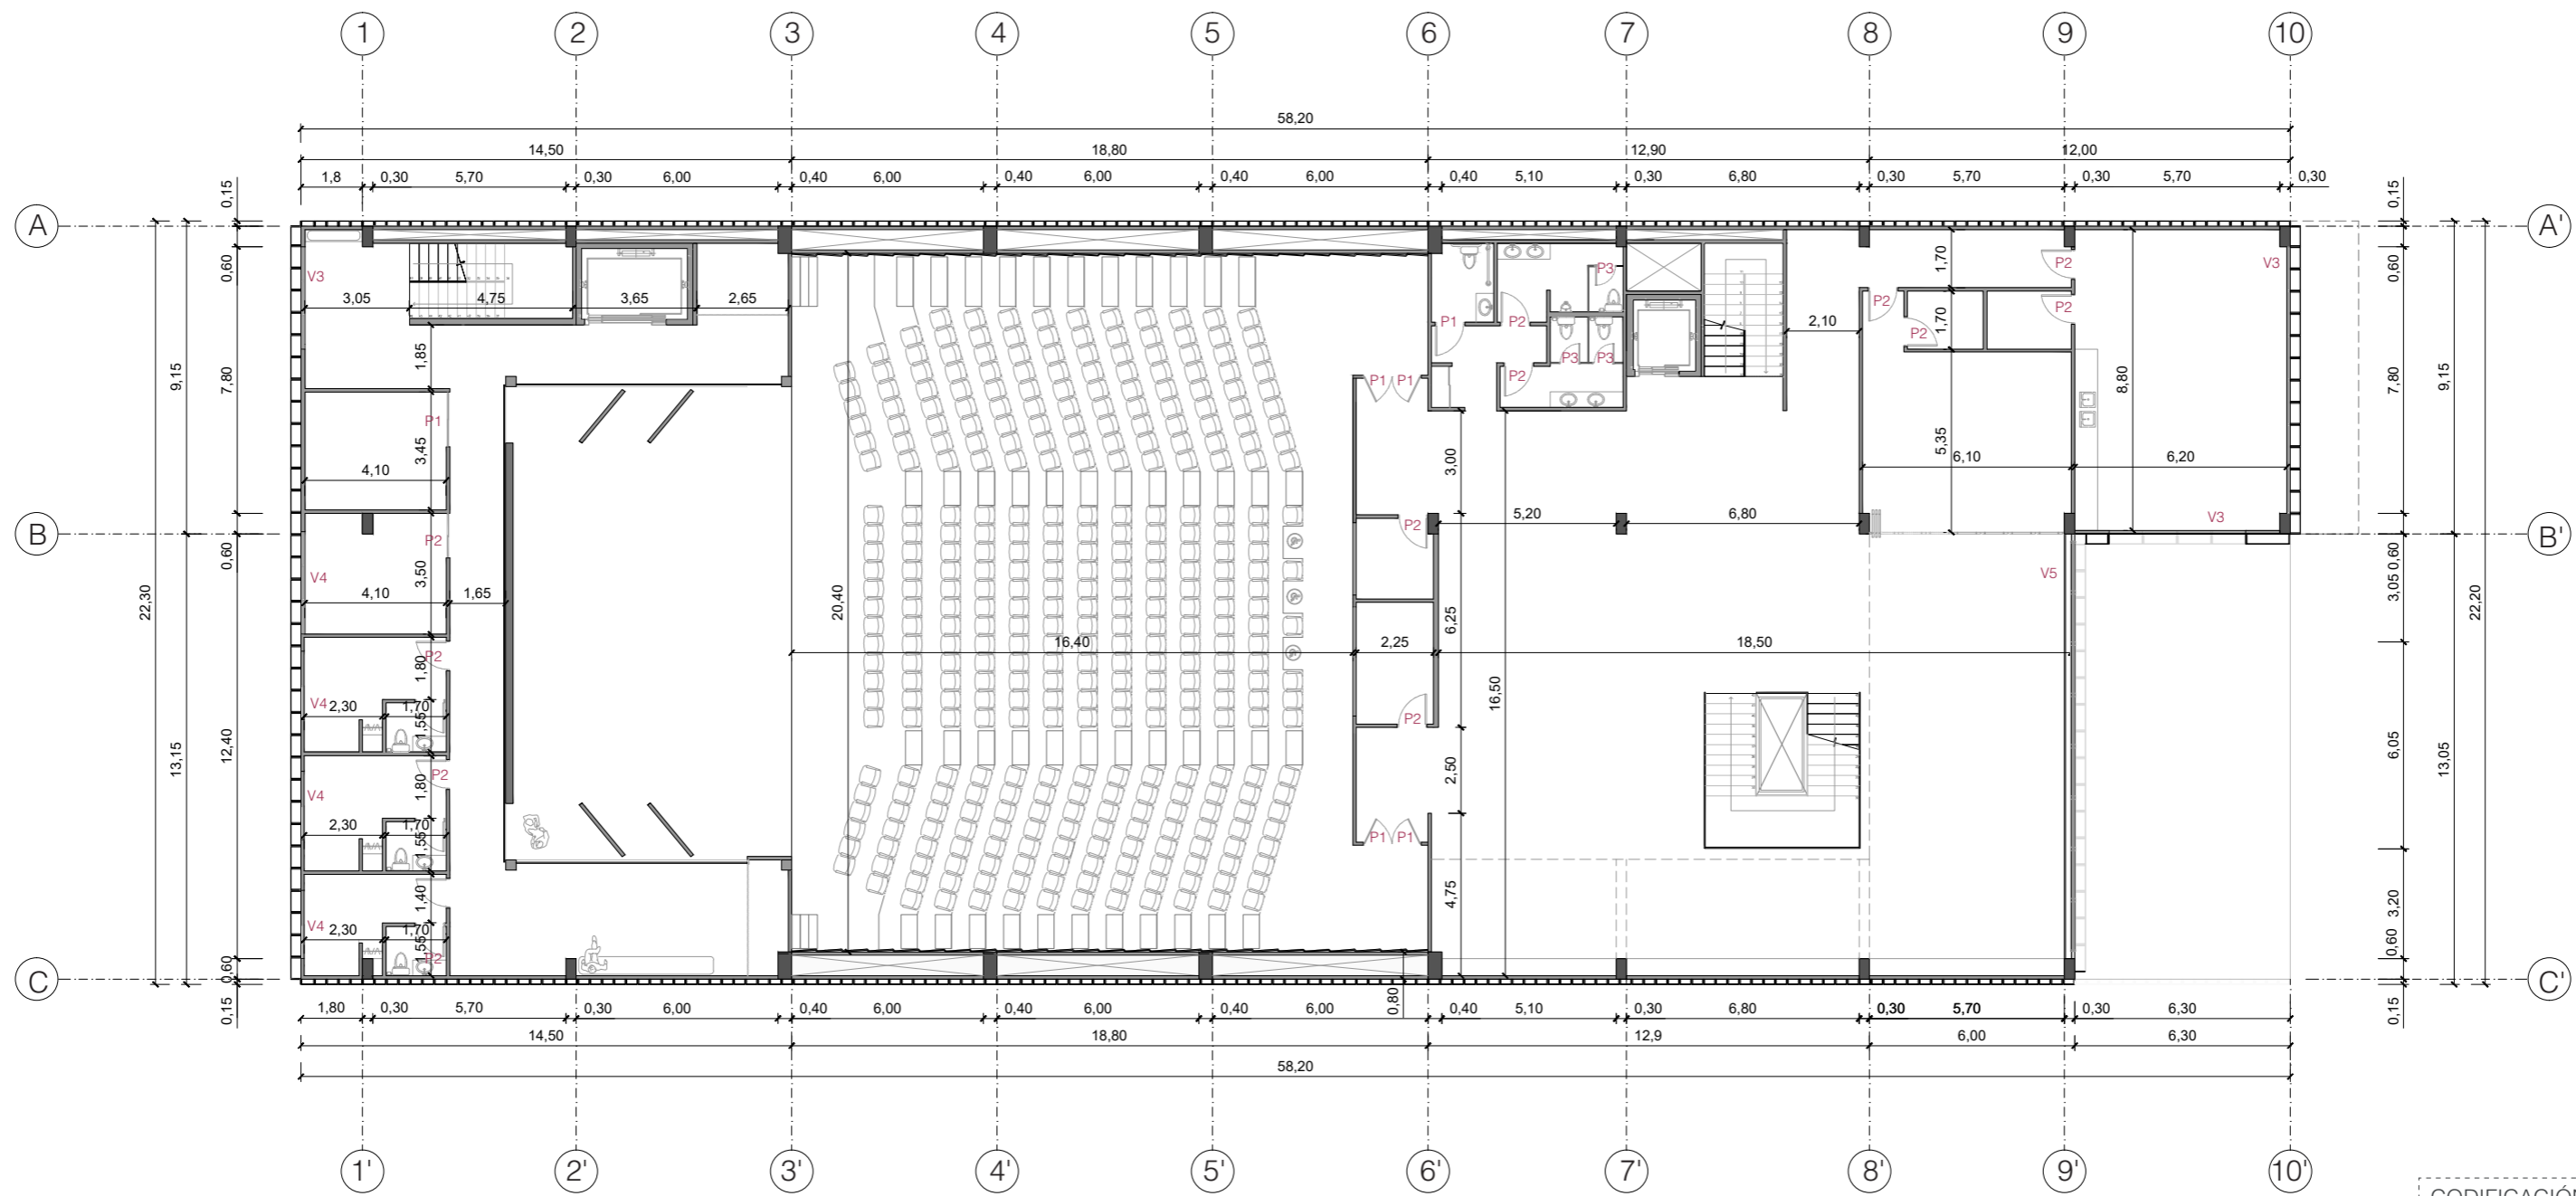 1 2 3 4 5 6 7 8 9 10
58,20
14,50 18,80 12,90 12,00
1,8 0,30 5,70 0,30 6,00 0,40 6,00 0,40 6,00 0,40 6,00 0,40 5,10 0,30 6,80 0,30 5,70 0,30 5,70 0,30
0,15 0,15
A A'
1,70 P2
0,60 V3 P3 V3 0,60
3,05 4,75 3,65 2,65
P2 P2
P1 P2 1,70 P2
2,10
1,85 P3 P3
9,15 7,80 8,80 7,80 9,15
P1 P1 P2
P1
3,45 3,00 5,35
4,10 6,10 6,20
5,20 6,80 V3
B P2 P2 B'
0,60 0,60
V4 3,50 V5 3,05
4,10 1,65 20,40
22,30 6,25 22,20
16,40 2,25 18,50
P2
1,80
16,50
V4 2,30 1,70 P2
1,55
13,15 12,40 6,05 13,05
P2 2,50
V4 1,80
2,30 1,70 P1 P1
1,55
1,40 4,75 3,20
V4 2,30 1,70
1,55 P2
0,60 0,60
C C'
0,15 0,80 0,15
1,80 0,30 5,70 0,30 6,00 0,40 6,00 0,40 6,00 0,40 6,00 0,40 5,10 0,30 6,80 0,30 5,70 0,30 6,30
14,50 18,80 12,9 6,00 6,30
58,20
1' 2' 3' 4' 5' 6' 7' 8' 9' 10'
CODIFICACIÓN